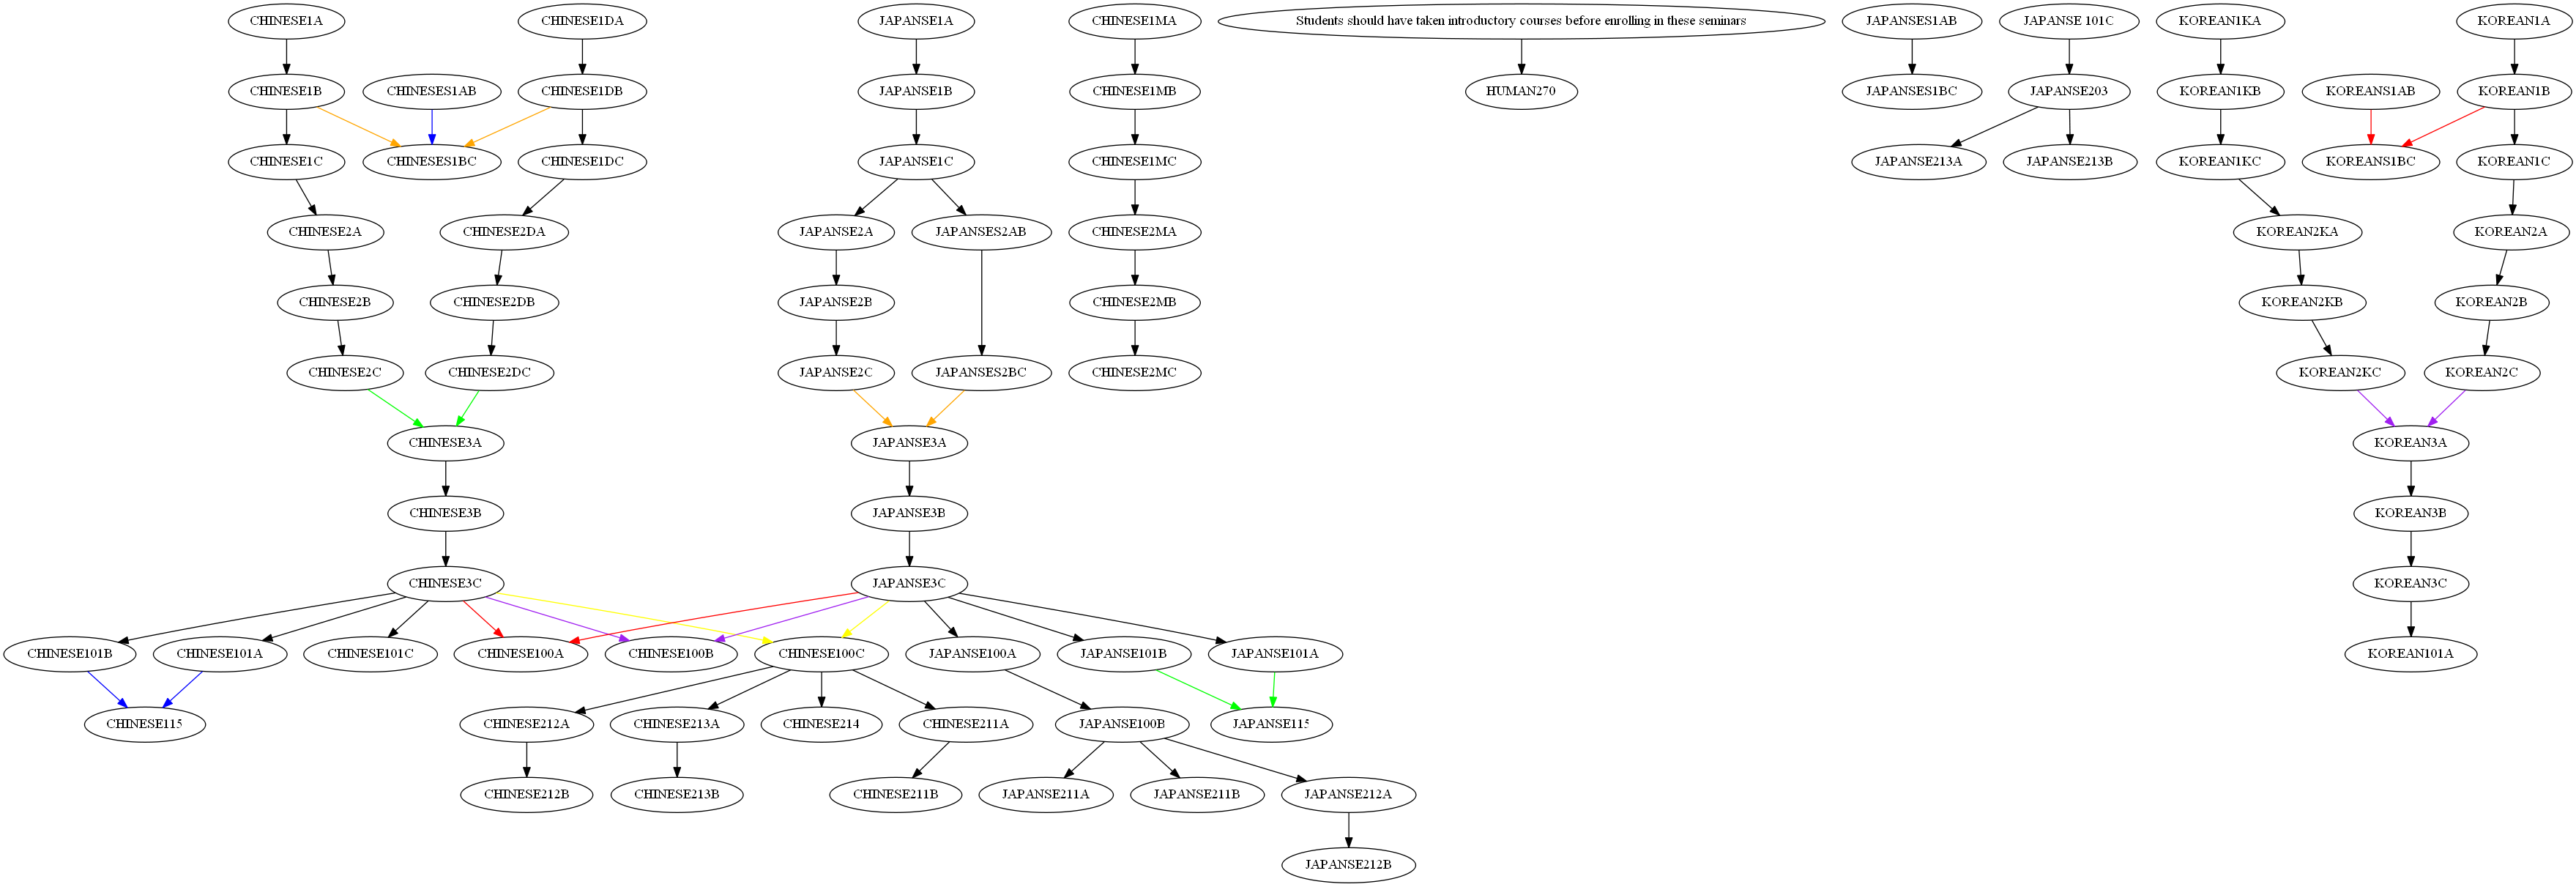 CHINESE1A
CHINESE1DA
JAPANSE1A
CHINESE1MA
Students should have taken introductory courses before enrolling in these seminars
JAPANSES1AB
JAPANSE 101C
KOREAN1KA
KOREAN1A
CHINESE1B
CHINESES1AB
CHINESE1DB
JAPANSE1B
CHINESE1MB
HUMAN270
JAPANSES1BC
JAPANSE203
KOREAN1KB
KOREANS1AB
KOREAN1B
CHINESE1C
CHINESES1BC
CHINESE1DC
JAPANSE1C
CHINESE1MC
JAPANSE213A
JAPANSE213B
KOREAN1KC
KOREANS1BC
KOREAN1C
CHINESE2A
CHINESE2DA
JAPANSE2A
JAPANSES2AB
CHINESE2MA
KOREAN2KA
KOREAN2A
CHINESE2B
CHINESE2DB
JAPANSE2B
CHINESE2MB
KOREAN2KB
KOREAN2B
CHINESE2C
CHINESE2DC
JAPANSE2C
JAPANSES2BC
CHINESE2MC
KOREAN2KC
KOREAN2C
CHINESE3A
JAPANSE3A
KOREAN3A
CHINESE3B
JAPANSE3B
KOREAN3B
CHINESE3C
JAPANSE3C
KOREAN3C
CHINESE101B
CHINESE101A
CHINESE101C
CHINESE100A
CHINESE100B
CHINESE100C
JAPANSE100A
JAPANSE101B
JAPANSE101A
KOREAN101A
CHINESE115
CHINESE212A
CHINESE213A
CHINESE214
CHINESE211A
JAPANSE100B
JAPANSE115
CHINESE212B
CHINESE213B
CHINESE211B
JAPANSE211A
JAPANSE211B
JAPANSE212A
JAPANSE212B